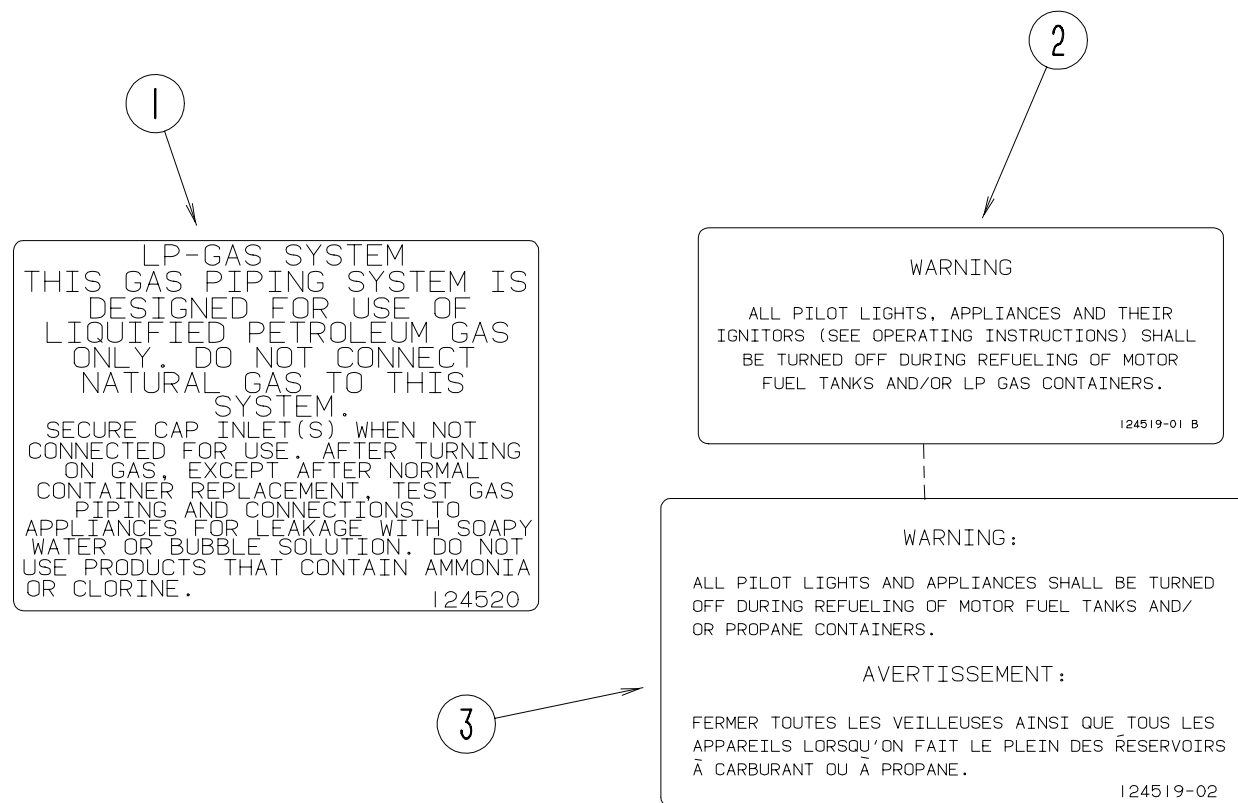 1
LP-GAS SYSTEM
THIS GAS PIPING SYSTEM IS
DESIGNED FOR USE OF
LIQUIFIED PETROLEUM GAS
ONLY. DO NOT CONNECT
NATURAL GAS TO THIS
SYSTEM.
SECURE CAP INLET(S) WHEN NOT
CONNECTED FOR USE. AFTER TURNING
ON GAS, EXCEPT AFTER NORMAL
CONTAINER REPLACEMENT, TEST GAS
PIPING AND CONNECTIONS TO
APPLIANCES FOR LEAKAGE WITH SOAPY
WATER OR BUBBLE SOLUTION. DO NOT
USE PRODUCTS THAT CONTAIN AMMONIA
OR CLORINE.
124520
2
WARNING
ALL PILOT LIGHTS, APPLIANCES AND THEIR
IGNITORS (SEE OPERATING INSTRUCTIONS) SHALL
BE TURNED OFF DURING REFUELING OF MOTOR
FUEL TANKS AND/OR LP GAS CONTAINERS.
124519-01 B
3
WARNING:
ALL PILOT LIGHTS AND APPLIANCES SHALL BE TURNED
OFF DURING REFUELING OF MOTOR FUEL TANKS AND/
OR PROPANE CONTAINERS.
AVERTISSEMENT:
FERMER TOUTES LES VEILLEUSES AINSI QUE TOUS LES
APPAREILS LORSQU'ON FAIT LE PLEIN DES RÉSERVOIRS
À CARBURANT OU À PROPANE.
124519-02